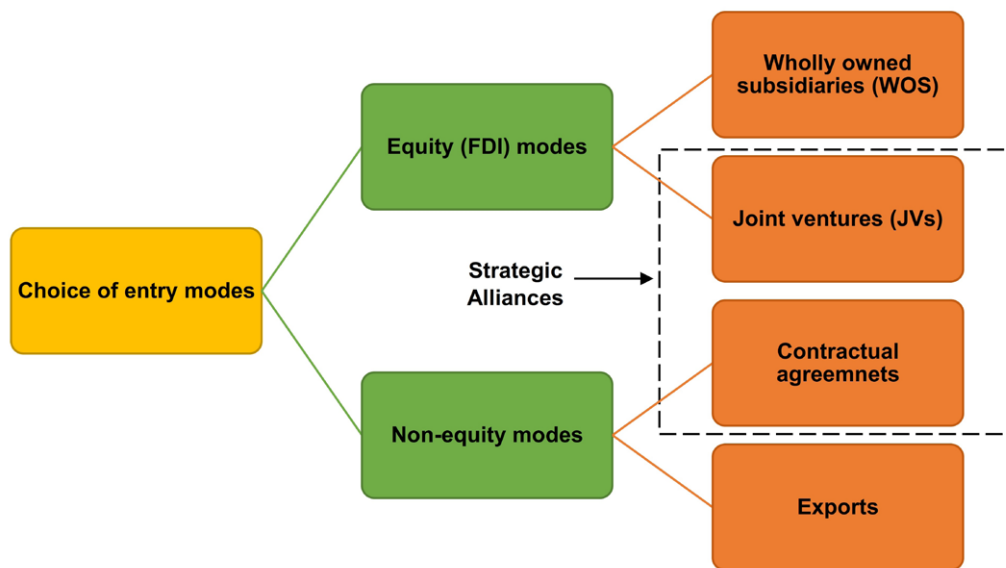 Wholly owned
subsidiaries (WOS)
Equity (FDI) modes
Joint ventures (JVs)
Choice of entry modes
Strategic
Alliances
Contractual
agreemnets
Non-equity modes
Exports